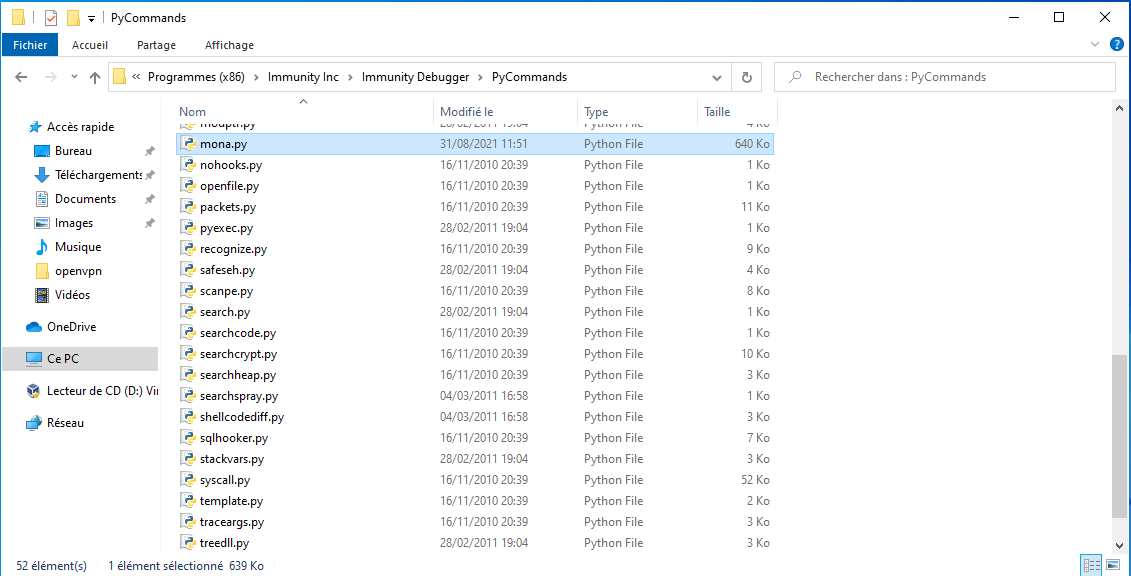 PyCommands
Fichier Accueil Partage Affichage
« Programmes (x86) > Immunity Inc > Immunity Debugger > PyCommands Rechercher dans : PyCommands
Accès rapide
Bureau
Téléchargements
Documents
Images
Musique
openvpn
Vidéos
OneDrive
Ce PC
Lecteur de CD (D:) Vir
Réseau
Nom Modifié le Type Taille
modptr.py 28/02/2011 19:04 Python File 4 Ko
mona.py 31/08/2021 11:51 Python File 640 Ko
nohooks.py 16/11/2010 20:39 Python File 1 Ko
openfile.py 16/11/2010 20:39 Python File 1 Ko
packets.py 16/11/2010 20:39 Python File 11 Ko
pyexec.py 28/02/2011 19:04 Python File 1 Ko
recognize.py 16/11/2010 20:39 Python File 9 Ko
safeseh.py 28/02/2011 19:04 Python File 4 Ko
scanpe.py 16/11/2010 20:39 Python File 8 Ko
search.py 28/02/2011 19:04 Python File 1 Ko
searchcode.py 16/11/2010 20:39 Python File 1 Ko
searchcrypt.py 16/11/2010 20:39 Python File 10 Ko
searchheap.py 16/11/2010 20:39 Python File 3 Ko
searchspray.py 04/03/2011 16:58 Python File 1 Ko
shellcodediff.py 04/03/2011 16:58 Python File 3 Ko
sqlhooker.py 16/11/2010 20:39 Python File 7 Ko
stackvars.py 28/02/2011 19:04 Python File 3 Ko
syscall.py 16/11/2010 20:39 Python File 52 Ko
template.py 16/11/2010 20:39 Python File 2 Ko
traceargs.py 16/11/2010 20:39 Python File 3 Ko
treedll.py 28/02/2011 19:04 Python File 3 Ko
52 élément(s) 1 élément sélectionné 639 Ko